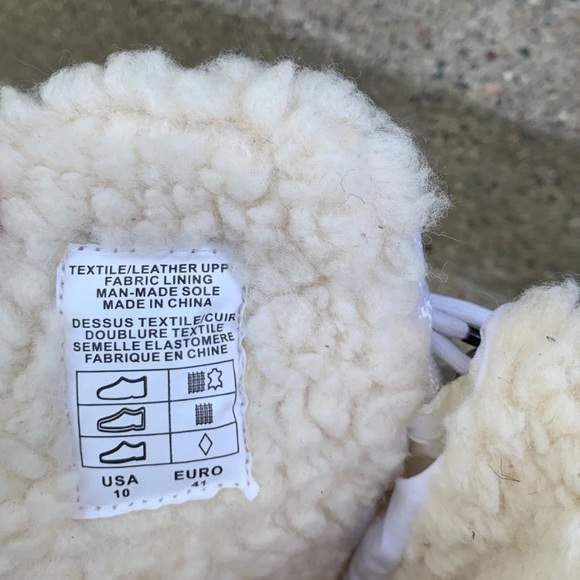 TEXTILE/LEATHER UPP
FABRIC LINING
MAN-MADE SOLE
MADE IN CHINA
DESSUS TEXTILE/CUIR
DOUBLURE TEXTILE
SEMELLE ELASTOMERE
FABRIQUE EN CHINE
USA EURO
10 41